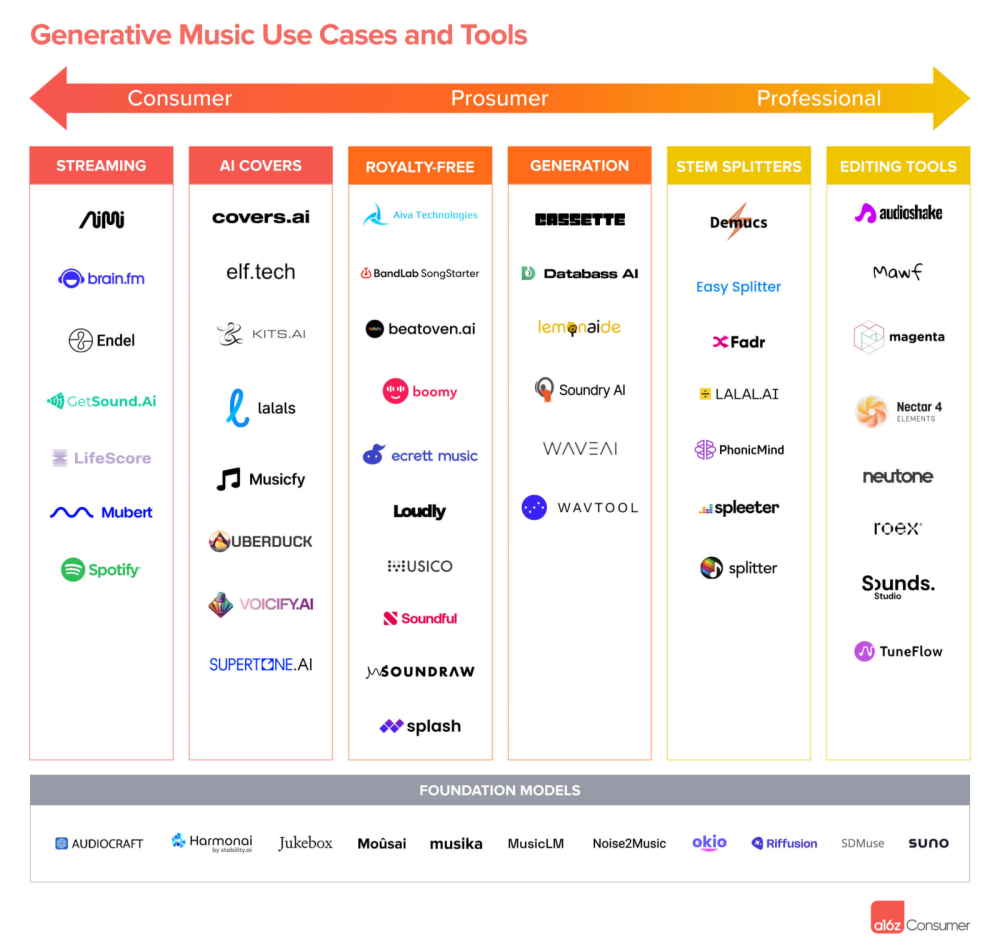 Generative Music Use Cases and Tools
Consumer
Prosumer
Professional
STREAMING
AiMi
brain.fm
Endel
GetSound.Ai
LifeScore
Mubert
Spotify
AI COVERS
covers.ai
elf.tech
KITS.AI
lalals
Musicfy
UBERDUCK
VOICIFY.AI
SUPERTONE.AI
ROYALTY-FREE
Aiva Technologies
BandLab SongStarter
beatoven.ai
boomy
ecrett music
Loudly
MUSICO
Soundful
SOUNDRAW
splash
GENERATION
CASSETTE
Databass AI
lemonaide
Soundry AI
WAVEAI
WAVTOOL
STEM SPLITTERS
Demucs
Easy Splitter
Fadr
LALAL.AI
PhonicMind
spleeter
splitter
EDITING TOOLS
audioshake
Mawf
magenta
Nectar 4
ELEMENTS
neutone
roex
Sounds.
Studio
TuneFlow
FOUNDATION MODELS
AUDIOCRAFT
Harmonai
by stability.ai
Jukebox
Moûsai
musika
MusicLM
Noise2Music
okio
Riffusion
SDMuse
suno
a16z Consumer